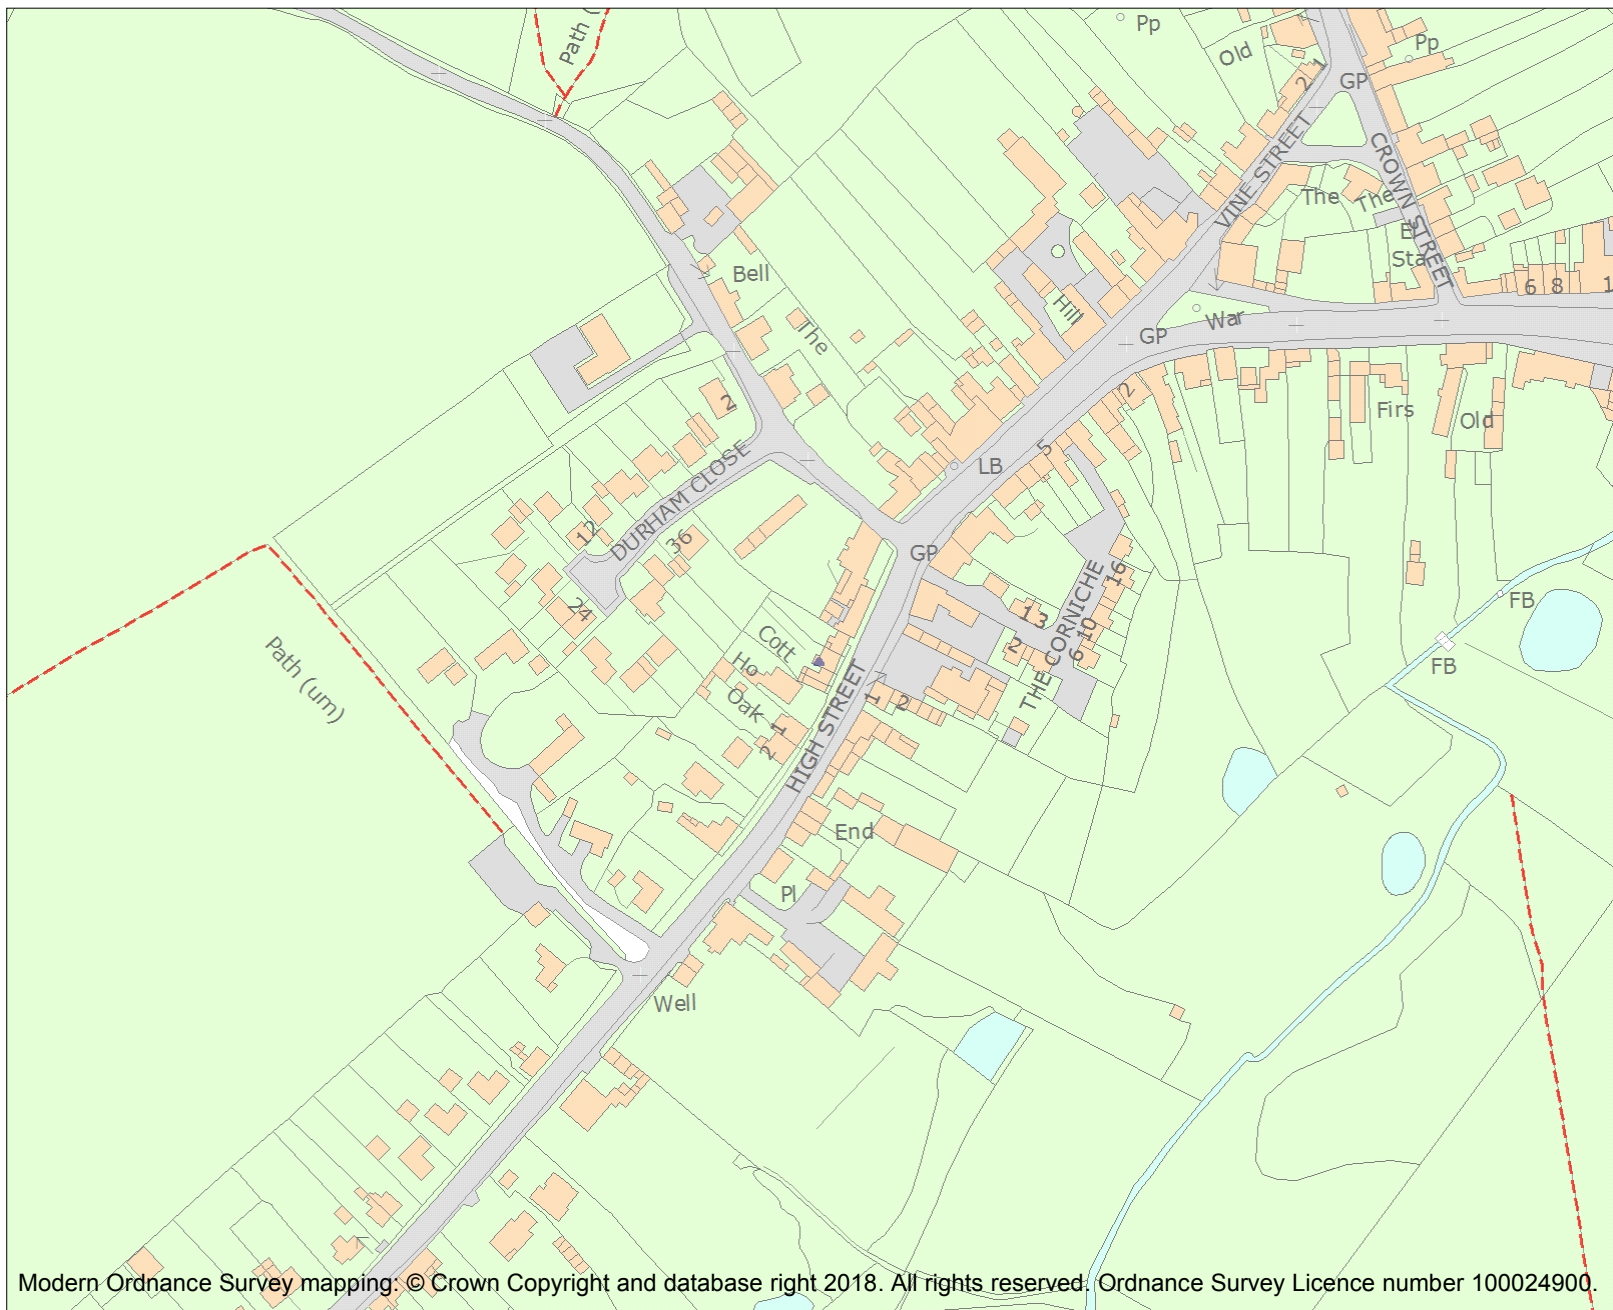 Path (
Pp
Old
Pp
2 1
GP
VINE STREET
CROWN STREET
The
The
El
Sta
Bell
The
Hill
War
GP
6 8 1
2
2
Firs
Old
5
LB
DURHAM CLOSE
12
36
24
GP
THE CORNICHE
16
13
10
2
6
FB
FB
Path (um)
Cott
Ho
Oak
1
2
HIGH STREET
1 2
End
Pl
Well
Modern Ordnance Survey mapping: © Crown Copyright and database right 2018. All rights reserved. Ordnance Survey Licence number 100024900.